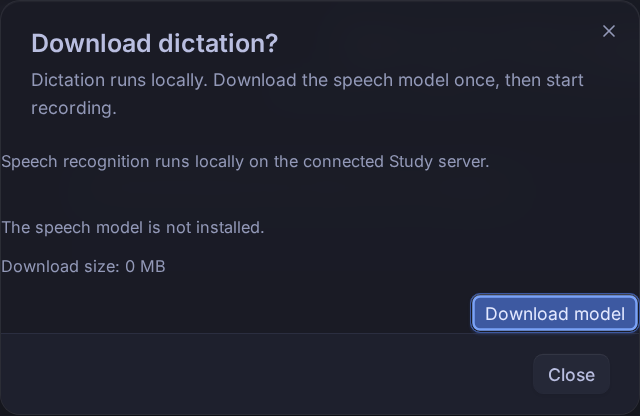 Download dictation?
Dictation runs locally. Download the speech model once, then start
recording.
Speech recognition runs locally on the connected Study server.
The speech model is not installed.
Download size: 0 MB
Download model
Close